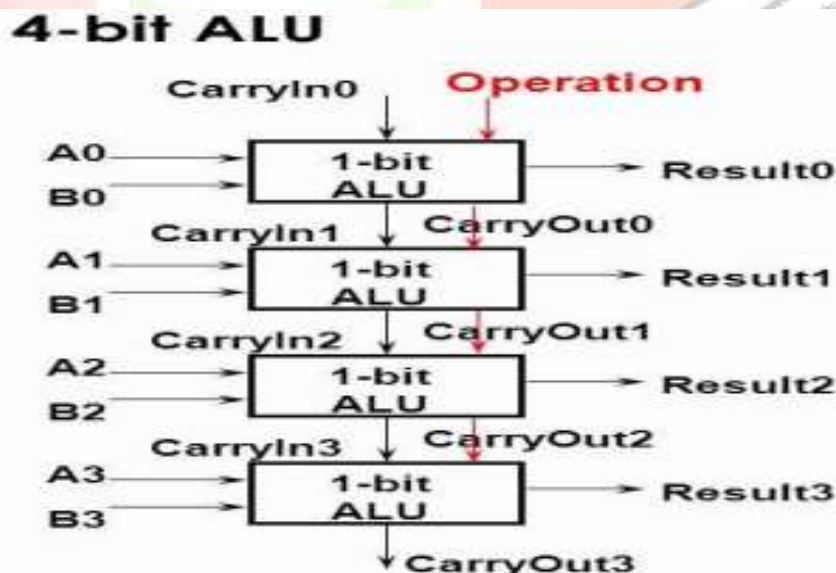 4-bit ALU
CarryIn0 Operation
A0 1-bit ALU Result0
B0
CarryIn1 CarryOut0
A1 1-bit ALU Result1
B1
CarryIn2 CarryOut1
A2 1-bit ALU Result2
B2
CarryIn3 CarryOut2
A3 1-bit ALU Result3
B3
CarryOut3